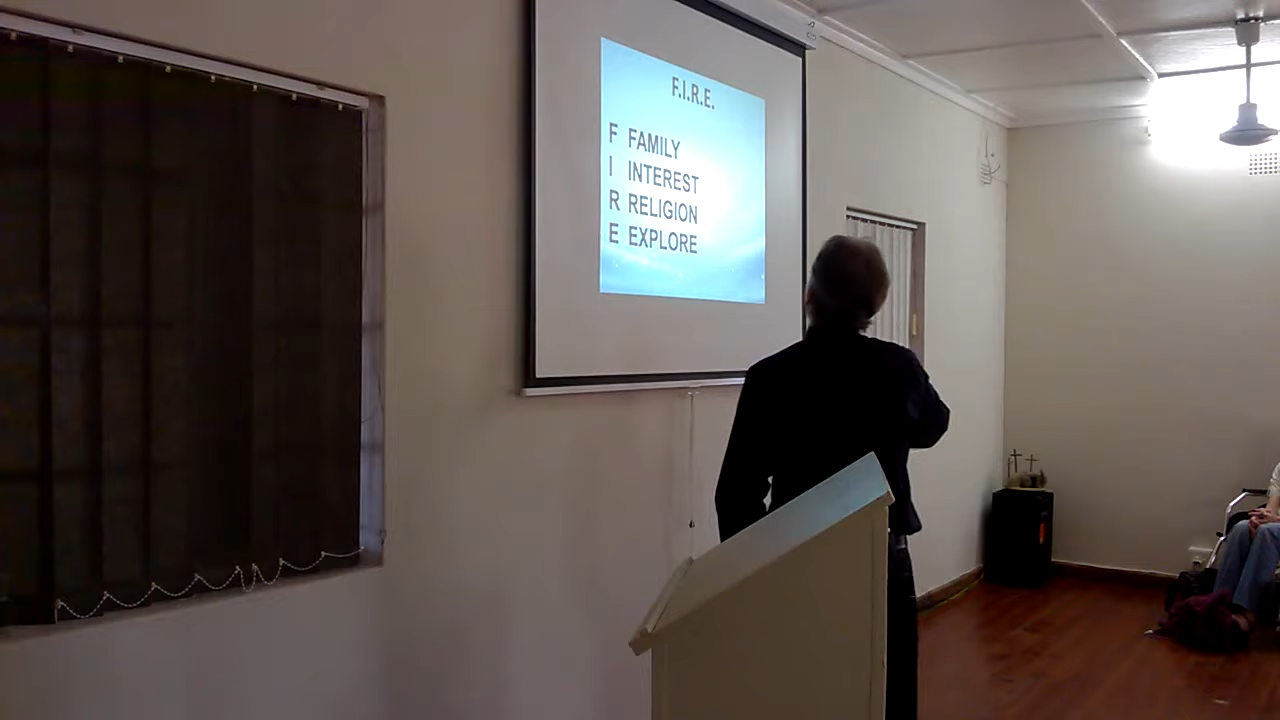 F.I.R.E.
F FAMILY
I INTEREST
R RELIGION
E EXPLORE